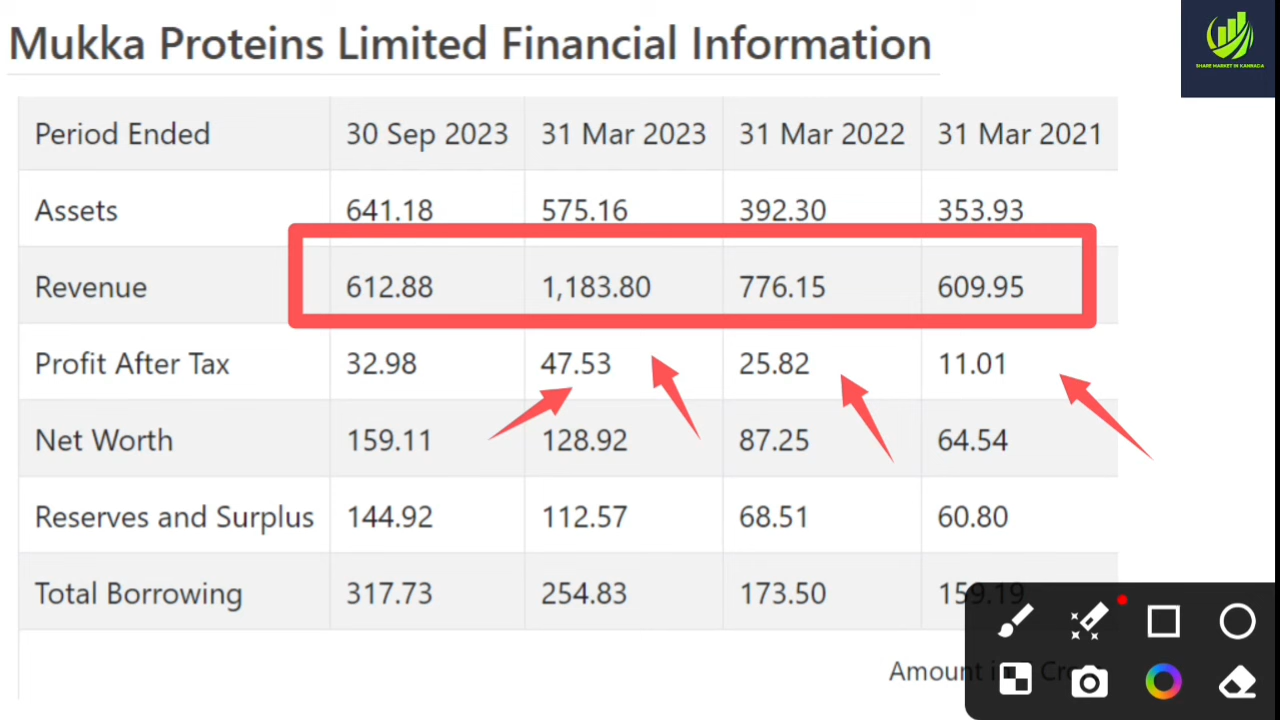 Mukka Proteins Limited Financial Information
SHARE MARKET IN KANNADA
Period Ended 30 Sep 2023 31 Mar 2023 31 Mar 2022 31 Mar 2021
Assets 641.18 575.16 392.30 353.93
Revenue 612.88 1,183.80 776.15 609.95
Profit After Tax 32.98 47.53 25.82 11.01
Net Worth 159.11 128.92 87.25 64.54
Reserves and Surplus 144.92 112.57 68.51 60.80
Total Borrowing 317.73 254.83 173.50 159.19
Amount